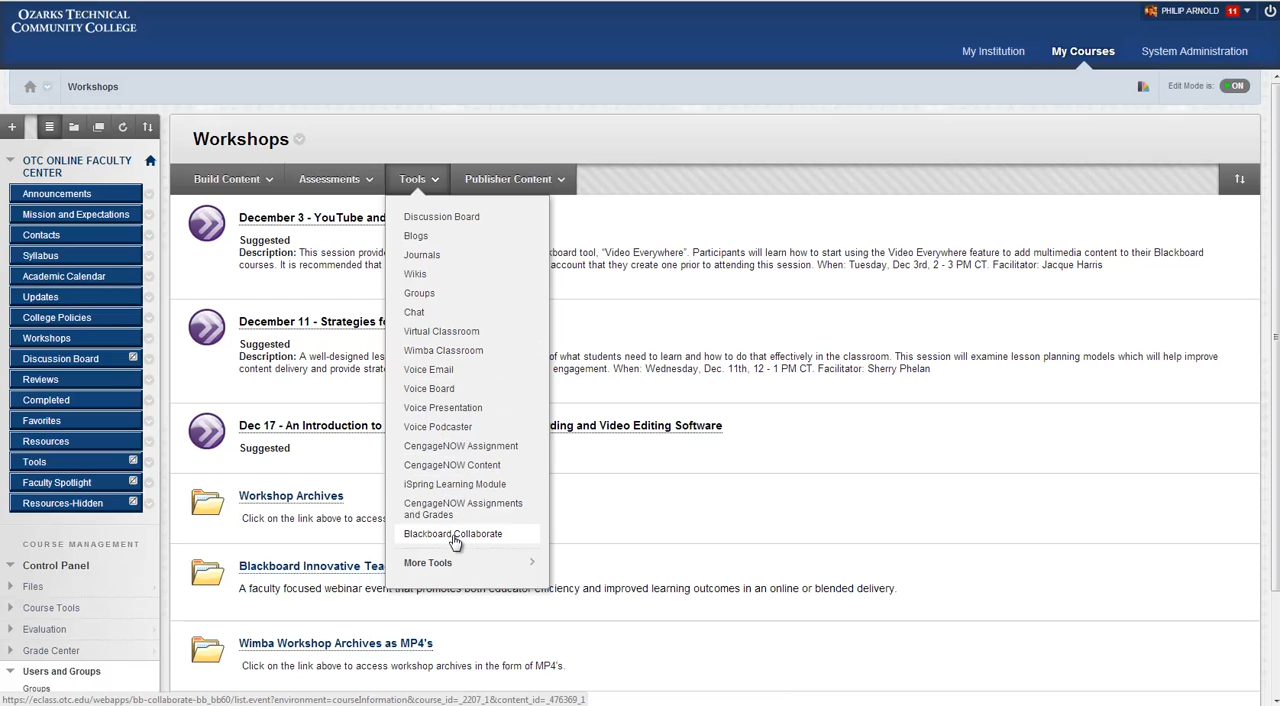 OZARKS TECHNICAL
COMMUNITY COLLEGE
PHILIP ARNOLD 11
My Institution My Courses System Administration
Workshops
Edit Mode is: ON
OTC ONLINE FACULTY
CENTER
Announcements
Mission and Expectations
Contacts
Syllabus
Academic Calendar
Updates
College Policies
Workshops
Discussion Board
Reviews
Completed
Favorites
Resources
Tools
Faculty Spotlight
Resources-Hidden
COURSE MANAGEMENT
Control Panel
Files
Course Tools
Evaluation
Grade Center
Users and Groups
Groups
Workshops
Build Content Assessments Tools Publisher Content
Discussion Board
Blogs
Journals
Wikis
Groups
Chat
Virtual Classroom
Wimba Classroom
Voice Email
Voice Board
Voice Presentation
Voice Podcaster
CengageNOW Assignment
CengageNOW Content
iSpring Learning Module
CengageNOW Assignments
and Grades
Blackboard Collaborate
More Tools
December 3 - YouTube and
Suggested
Description: This session provide board tool, "Video Everywhere". Participants will learn how to start using the Video Everywhere feature to add multimedia content to their Blackboard
courses. It is recommended that account that they create one prior to attending this session. When: Tuesday, Dec 3rd, 2 - 3 PM CT. Facilitator: Jacque Harris
December 11 - Strategies fo
Suggested
Description: A well-designed les of what students need to learn and how to do that effectively in the classroom. This session will examine lesson planning models which will help improve
content delivery and provide strate engagement. When: Wednesday, Dec. 11th, 12 - 1 PM CT. Facilitator: Sherry Phelan
Dec 17 - An Introduction to ding and Video Editing Software
Suggested
Workshop Archives
Click on the link above to acces
Blackboard Innovative Tea
A faculty focused webinar event that promotes both educator efficiency and improved learning outcomes in an online or blended delivery.
Wimba Workshop Archives as MP4's
Click on the link above to access workshop archives in the form of MP4's.
https://eclass.otc.edu/webapps/bb-collaborate-bb_bb60/list.event?environment=courseInformation&course_id=_2207_1&content_id=_476369_1